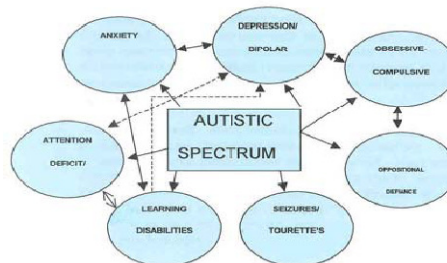 ANXIETY
DEPRESSION/
BIPOLAR
OBSESSIVE-
COMPULSIVE
AUTISTIC
SPECTRUM
ATTENTION
DEFICIT/
OPPOSITIONAL
DEFIANCE
LEARNING
DISABILITIES
SEIZURES/
TOURETTE'S